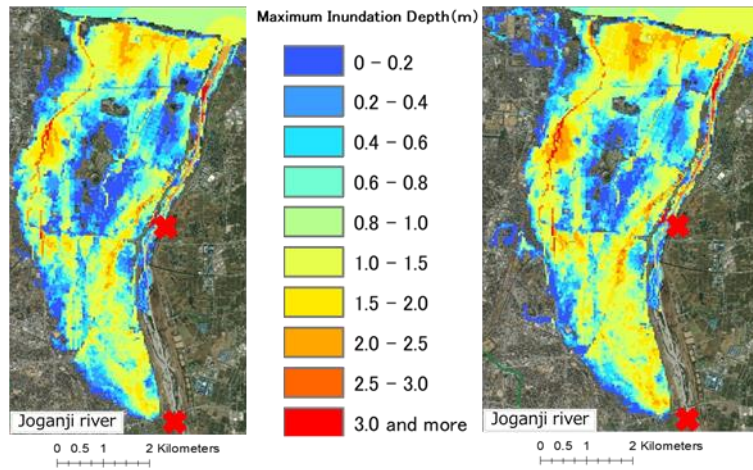 Maximum Inundation Depth(m)
0 - 0.2
0.2 - 0.4
0.4 - 0.6
0.6 - 0.8
0.8 - 1.0
1.0 - 1.5
1.5 - 2.0
2.0 - 2.5
2.5 - 3.0
3.0 and more
Joganji river
0 0.5 1 2 Kilometers
Joganji river
0 0.5 1 2 Kilometers